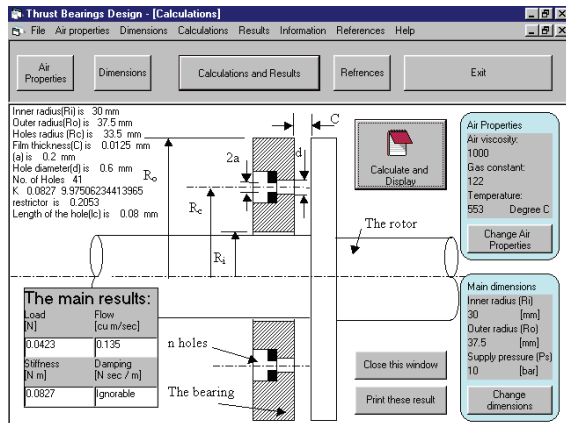 Thrust Bearings Design - [Calculations]
File Air properties Dimensions Calculations Results Information References Help
Air Properties
Dimensions
Calculations and Results
Refrences
Exit
Inner radius(Ri) is 30 mm
Outer radius(Ro) is 37.5 mm
Holes radius (Rc) is 33.5 mm
Film thickness(C) is 0.0125 mm
(a) is 0.2 mm
Hole diameter(d) is 0.6 mm
No. of Holes 41
K 0.0827 9.97506234413965
restrictor is 0.2053
Length of the hole(lc) is 0.08 mm
C
2a
d
Ro
Rc
Ri
Calculate and Display
The rotor
Air Properties
Air viscosity:
1000
Gas constant:
122
Temperature:
553 Degree C
Change Air Properties
The main results:
Load Flow
[N] [cu m/sec]
0.0423 0.135
Stiffness Damping
[N m] [N sec / m]
0.0827 Ignorable
n holes
The bearing
Close this window
Print these result
Main dimensions
Inner radius (Ri)
30 [mm]
Outer radius (Ro)
37.5 [mm]
Supply pressure (Ps)
10 [bar]
Change dimensions